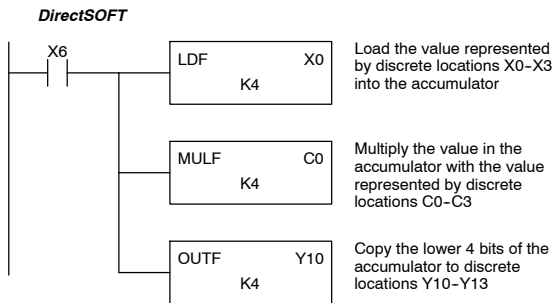 DirectSOFT
X6
LDF X0
K4
Load the value represented
by discrete locations X0-X3
into the accumulator
MULF C0
K4
Multiply the value in the
accumulator with the value
represented by discrete
locations C0-C3
OUTF Y10
K4
Copy the lower 4 bits of the
accumulator to discrete
locations Y10-Y13